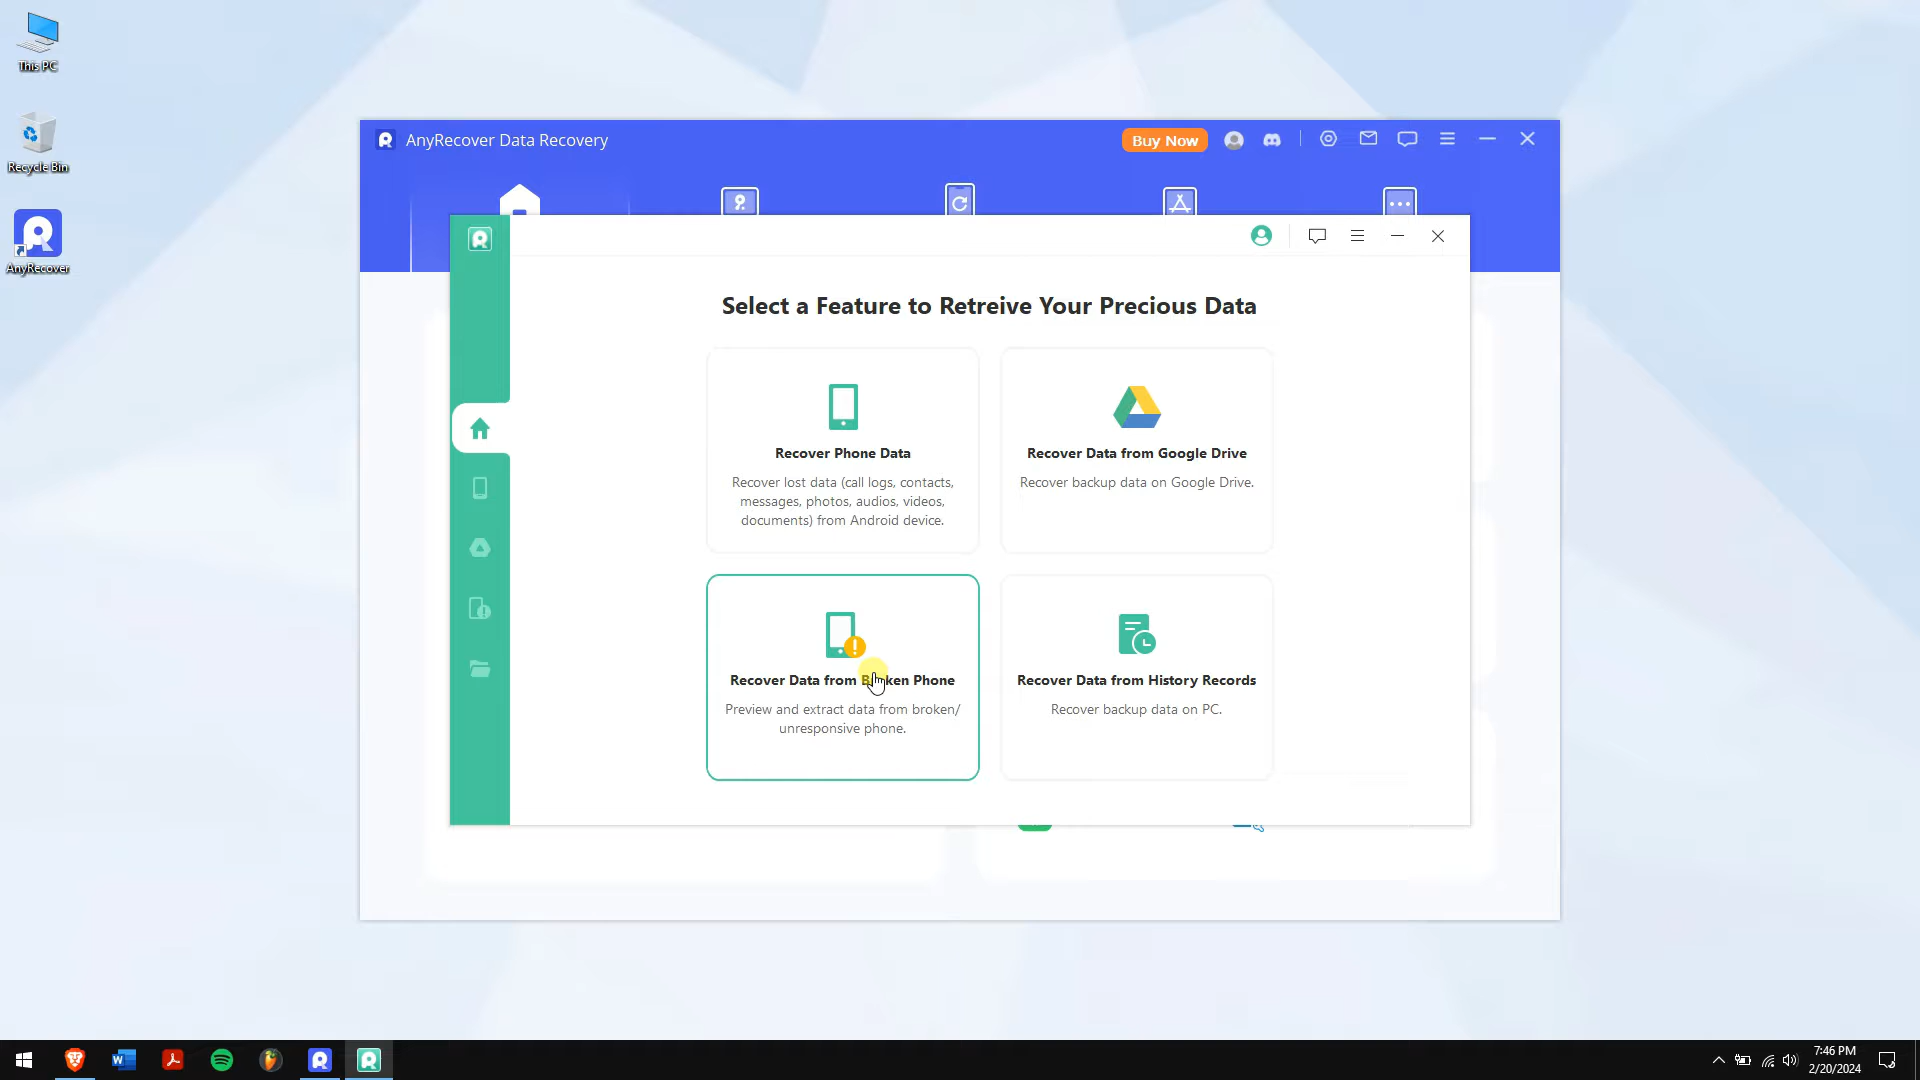 This PC
Recycle Bin
AnyRecover
AnyRecover Data Recovery
Buy Now
Select a Feature to Retreive Your Precious Data
Recover Phone Data
Recover lost data (call logs, contacts,
messages, photos, audios, videos,
documents) from Android device.
Recover Data from Google Drive
Recover backup data on Google Drive.
Recover Data from Broken Phone
Preview and extract data from broken/
unresponsive phone.
Recover Data from History Records
Recover backup data on PC.
7:46 PM
2/20/2024